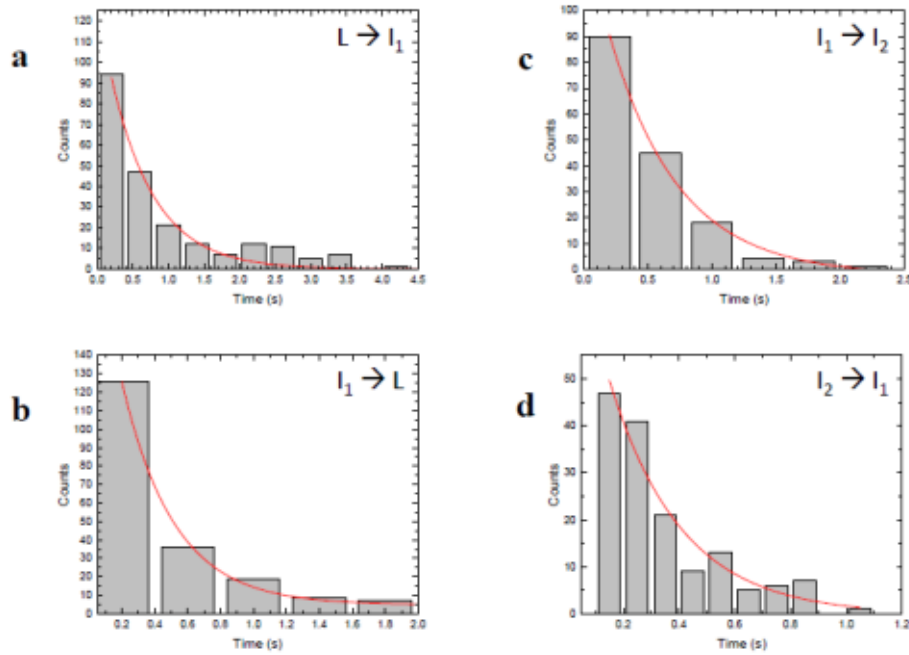 a
L → I₁
Counts
125
120
110
100
90
80
70
60
50
40
30
20
10
0
0.0 0.5 1.0 1.5 2.0 2.5 3.0 3.5 4.0 4.5
Time (s)
c
I₁ → I₂
Counts
100
90
80
70
60
50
40
30
20
10
0
0.0 0.5 1.0 1.5 2.0 2.5
Time (s)
b
I₁ → L
Counts
140
130
120
110
100
90
80
70
60
50
40
30
20
10
0
0.2 0.4 0.6 0.8 1.0 1.2 1.4 1.6 1.8 2.0
Time (s)
d
I₂ → I₁
Counts
50
40
30
20
10
0
0.2 0.4 0.6 0.8 1.0 1.2
Time (s)